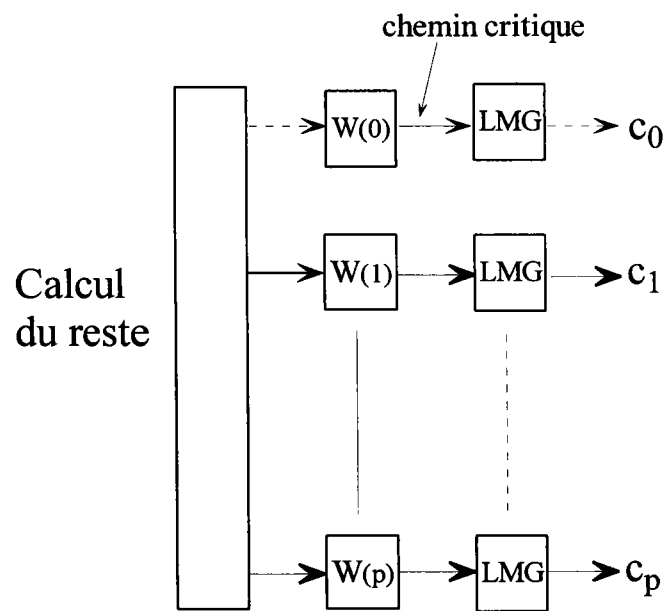 chemin critique
W(0) LMG c0
W(1) LMG c1
Calcul
du reste
W(p) LMG cp